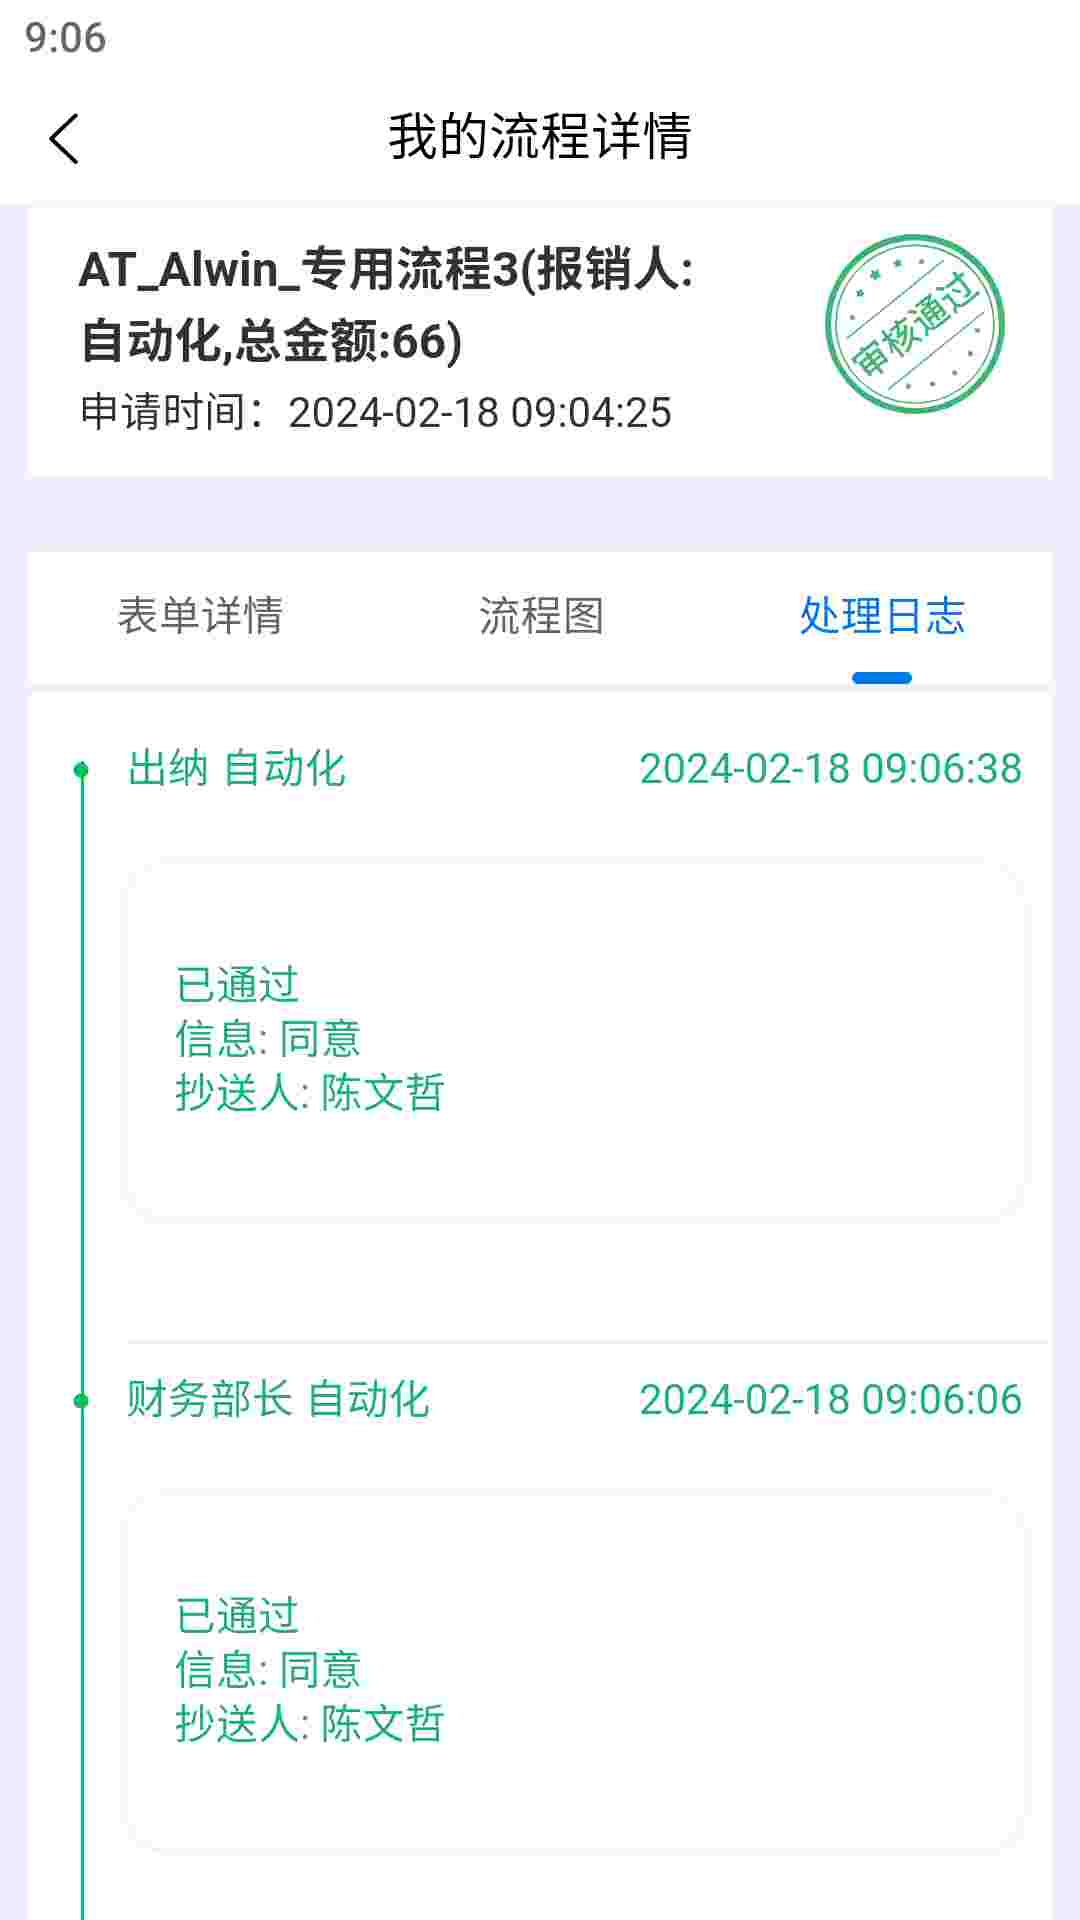 9:06
我的流程详情
AT_Alwin_专用流程3(报销人:
自动化,总金额:66)
审核通过
申请时间：2024-02-18 09:04:25
表单详情 流程图 处理日志
出纳 自动化 2024-02-18 09:06:38
已通过
信息: 同意
抄送人: 陈文哲
财务部长 自动化 2024-02-18 09:06:06
已通过
信息: 同意
抄送人: 陈文哲